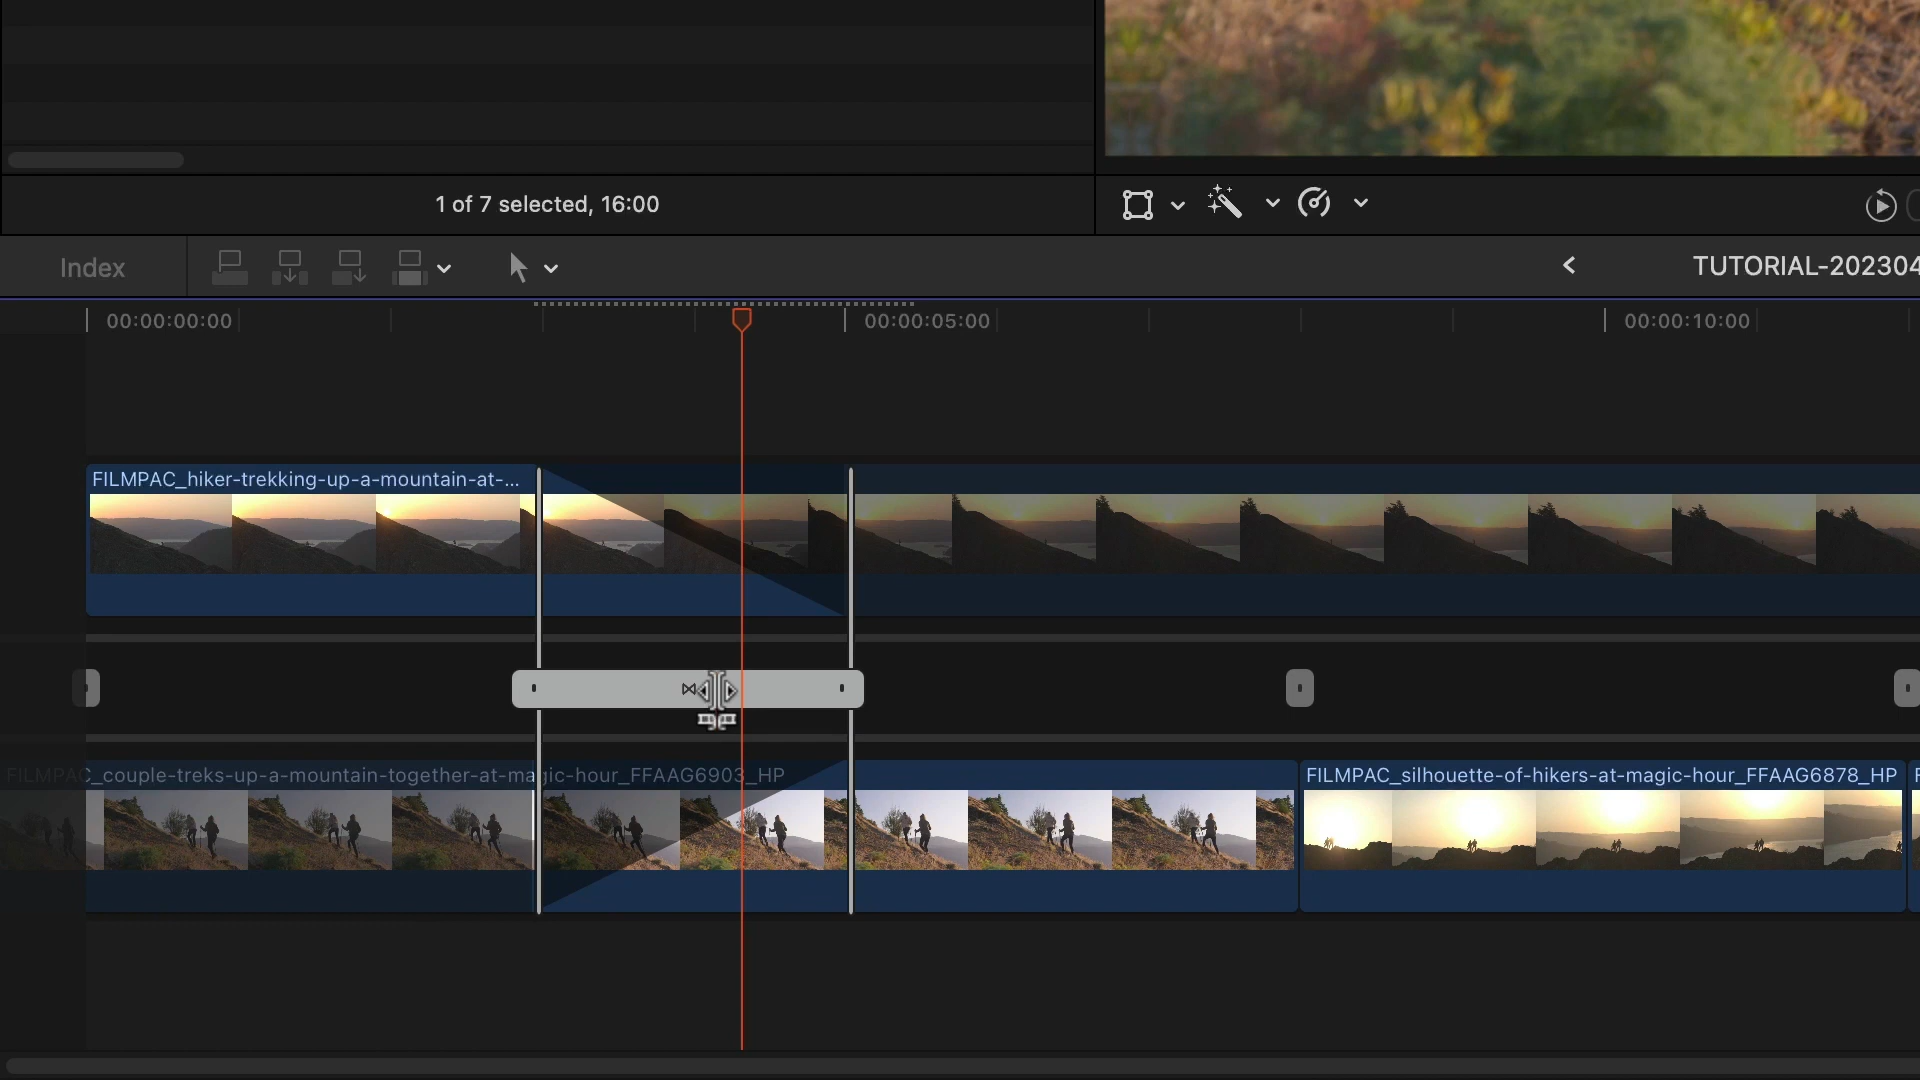 1 of 7 selected, 16:00
Index
TUTORIAL-202304
00:00:00:00
00:00:05:00
00:00:10:00
FILMPAC_hiker-trekking-up-a-mountain-at-...
FILMPAC_couple-treks-up-a-mountain-together-at-magic-hour_FFAAG6903_HP
FILMPAC_silhouette-of-hikers-at-magic-hour_FFAAG6878_HP
F